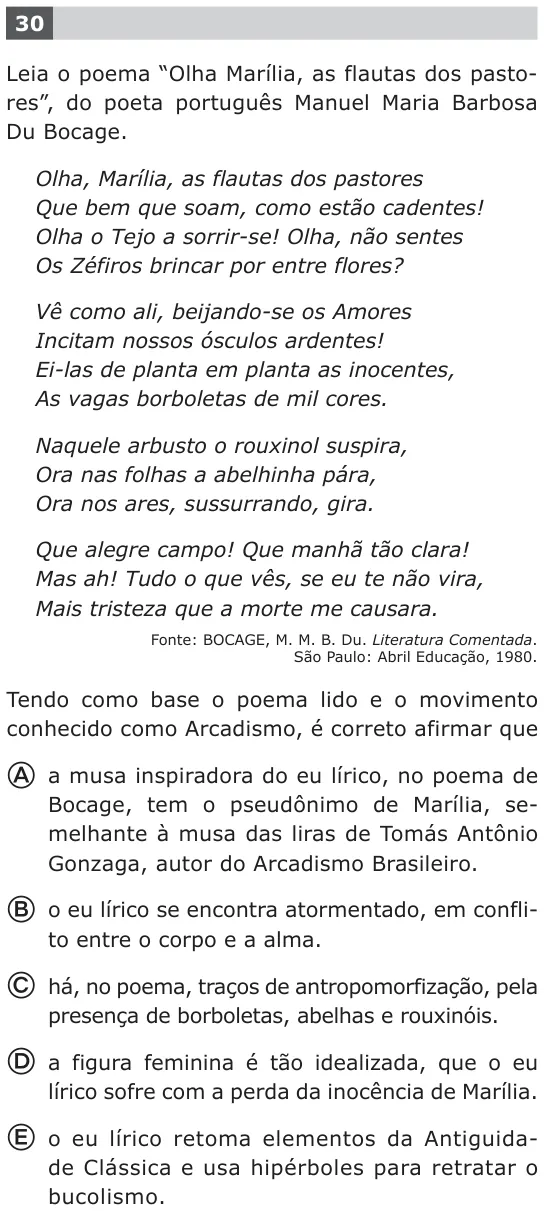 30
Leia o poema “Olha Marília, as flautas dos pasto-
res”, do poeta português Manuel Maria Barbosa
Du Bocage.
Olha, Marília, as flautas dos pastores
Que bem que soam, como estão cadentes!
Olha o Tejo a sorrir-se! Olha, não sentes
Os Zéfiros brincar por entre flores?
Vê como ali, beijando-se os Amores
Incitam nossos ósculos ardentes!
Ei-las de planta em planta as inocentes,
As vagas borboletas de mil cores.
Naquele arbusto o rouxinol suspira,
Ora nas folhas a abelhinha pára,
Ora nos ares, sussurrando, gira.
Que alegre campo! Que manhã tão clara!
Mas ah! Tudo o que vês, se eu te não vira,
Mais tristeza que a morte me causara.
Fonte: BOCAGE, M. M. B. Du. Literatura Comentada.
São Paulo: Abril Educação, 1980.
Tendo como base o poema lido e o movimento
conhecido como Arcadismo, é correto afirmar que
A a musa inspiradora do eu lírico, no poema de
Bocage, tem o pseudônimo de Marília, se-
melhante à musa das liras de Tomás Antônio
Gonzaga, autor do Arcadismo Brasileiro.
B o eu lírico se encontra atormentado, em confli-
to entre o corpo e a alma.
C há, no poema, traços de antropomorfização, pela
presença de borboletas, abelhas e rouxinóis.
D a figura feminina é tão idealizada, que o eu
lírico sofre com a perda da inocência de Marília.
E o eu lírico retoma elementos da Antiguida-
de Clássica e usa hipérboles para retratar o
bucolismo.